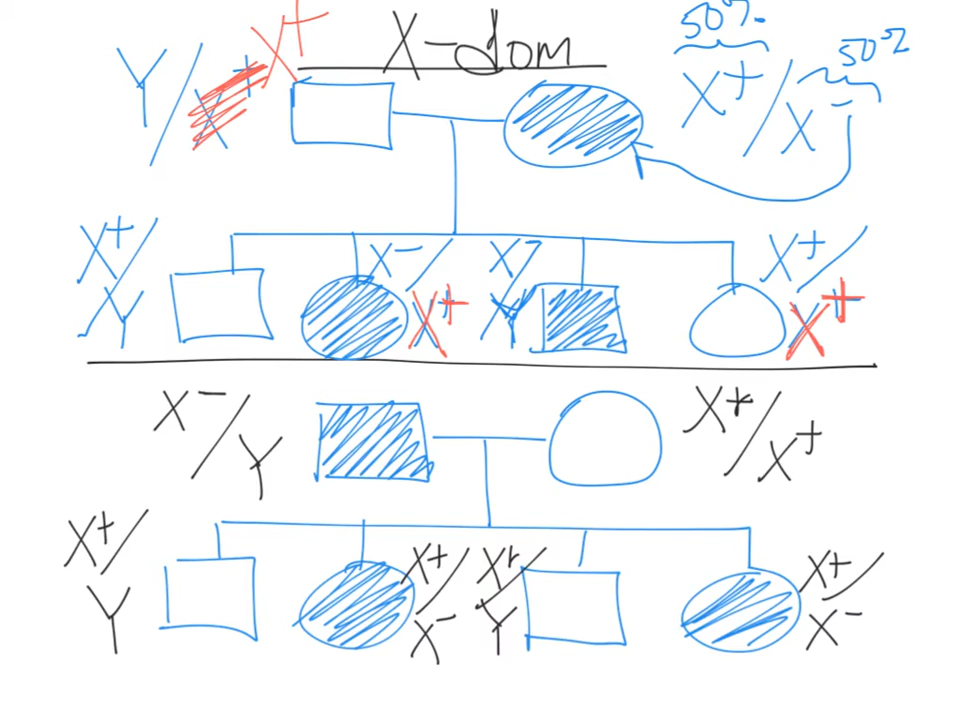 X-dom
X+
Y/X+
50%
50%
X+/X-
X+/Y
X-/X+
X-/Y
X+/X+
X-/Y
X+/X+
X+/Y
X+/X-
X+/Y
X+/X-